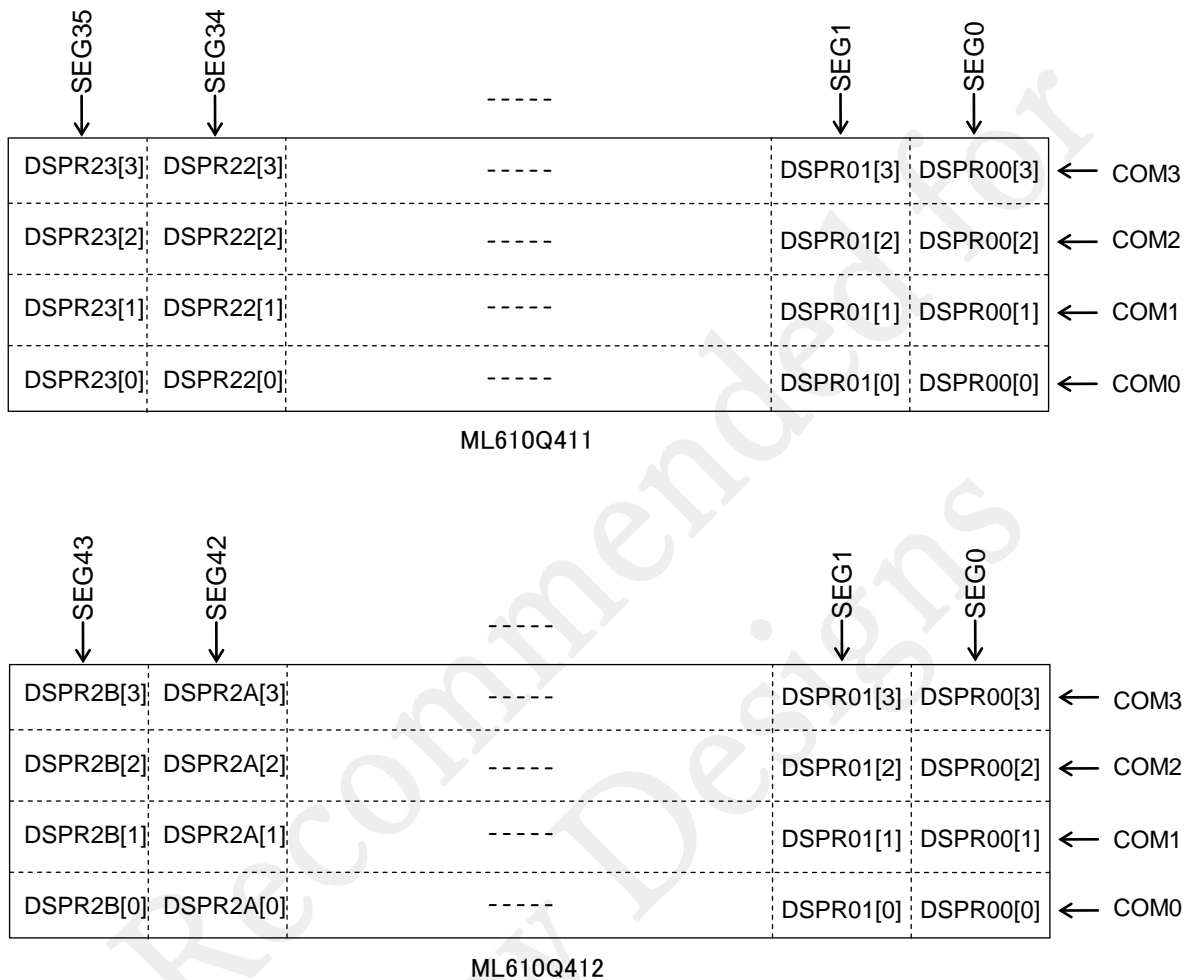 SEG35 SEG34 ----- SEG1 SEG0
DSPR23[3] DSPR22[3] ----- DSPR01[3] DSPR00[3] COM3
DSPR23[2] DSPR22[2] ----- DSPR01[2] DSPR00[2] COM2
DSPR23[1] DSPR22[1] ----- DSPR01[1] DSPR00[1] COM1
DSPR23[0] DSPR22[0] ----- DSPR01[0] DSPR00[0] COM0
ML610Q411
SEG43 SEG42 ----- SEG1 SEG0
DSPR2B[3] DSPR2A[3] ----- DSPR01[3] DSPR00[3] COM3
DSPR2B[2] DSPR2A[2] ----- DSPR01[2] DSPR00[2] COM2
DSPR2B[1] DSPR2A[1] ----- DSPR01[1] DSPR00[1] COM1
DSPR2B[0] DSPR2A[0] ----- DSPR01[0] DSPR00[0] COM0
ML610Q412
Recommended for
Designs